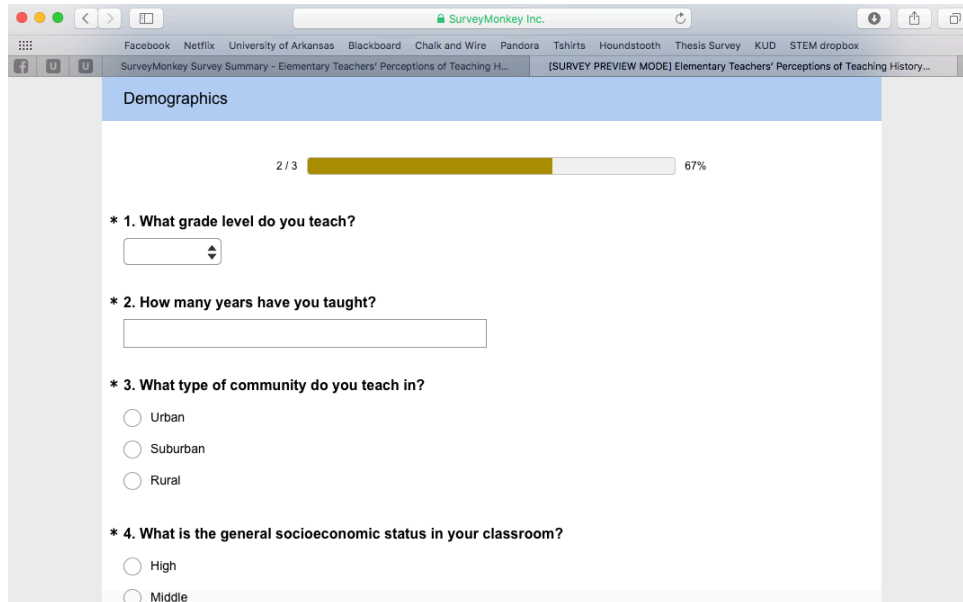 SurveyMonkey Inc.
Facebook Netflix University of Arkansas Blackboard Chalk and Wire Pandora Tshirts Houndstooth Thesis Survey KUD STEM dropbox
f U U SurveyMonkey Survey Summary - Elementary Teachers' Perceptions of Teaching H... [SURVEY PREVIEW MODE] Elementary Teachers' Perceptions of Teaching History...
Demographics
2 / 3 67%
* 1. What grade level do you teach?
* 2. How many years have you taught?
* 3. What type of community do you teach in?
Urban
Suburban
Rural
* 4. What is the general socioeconomic status in your classroom?
High
Middle